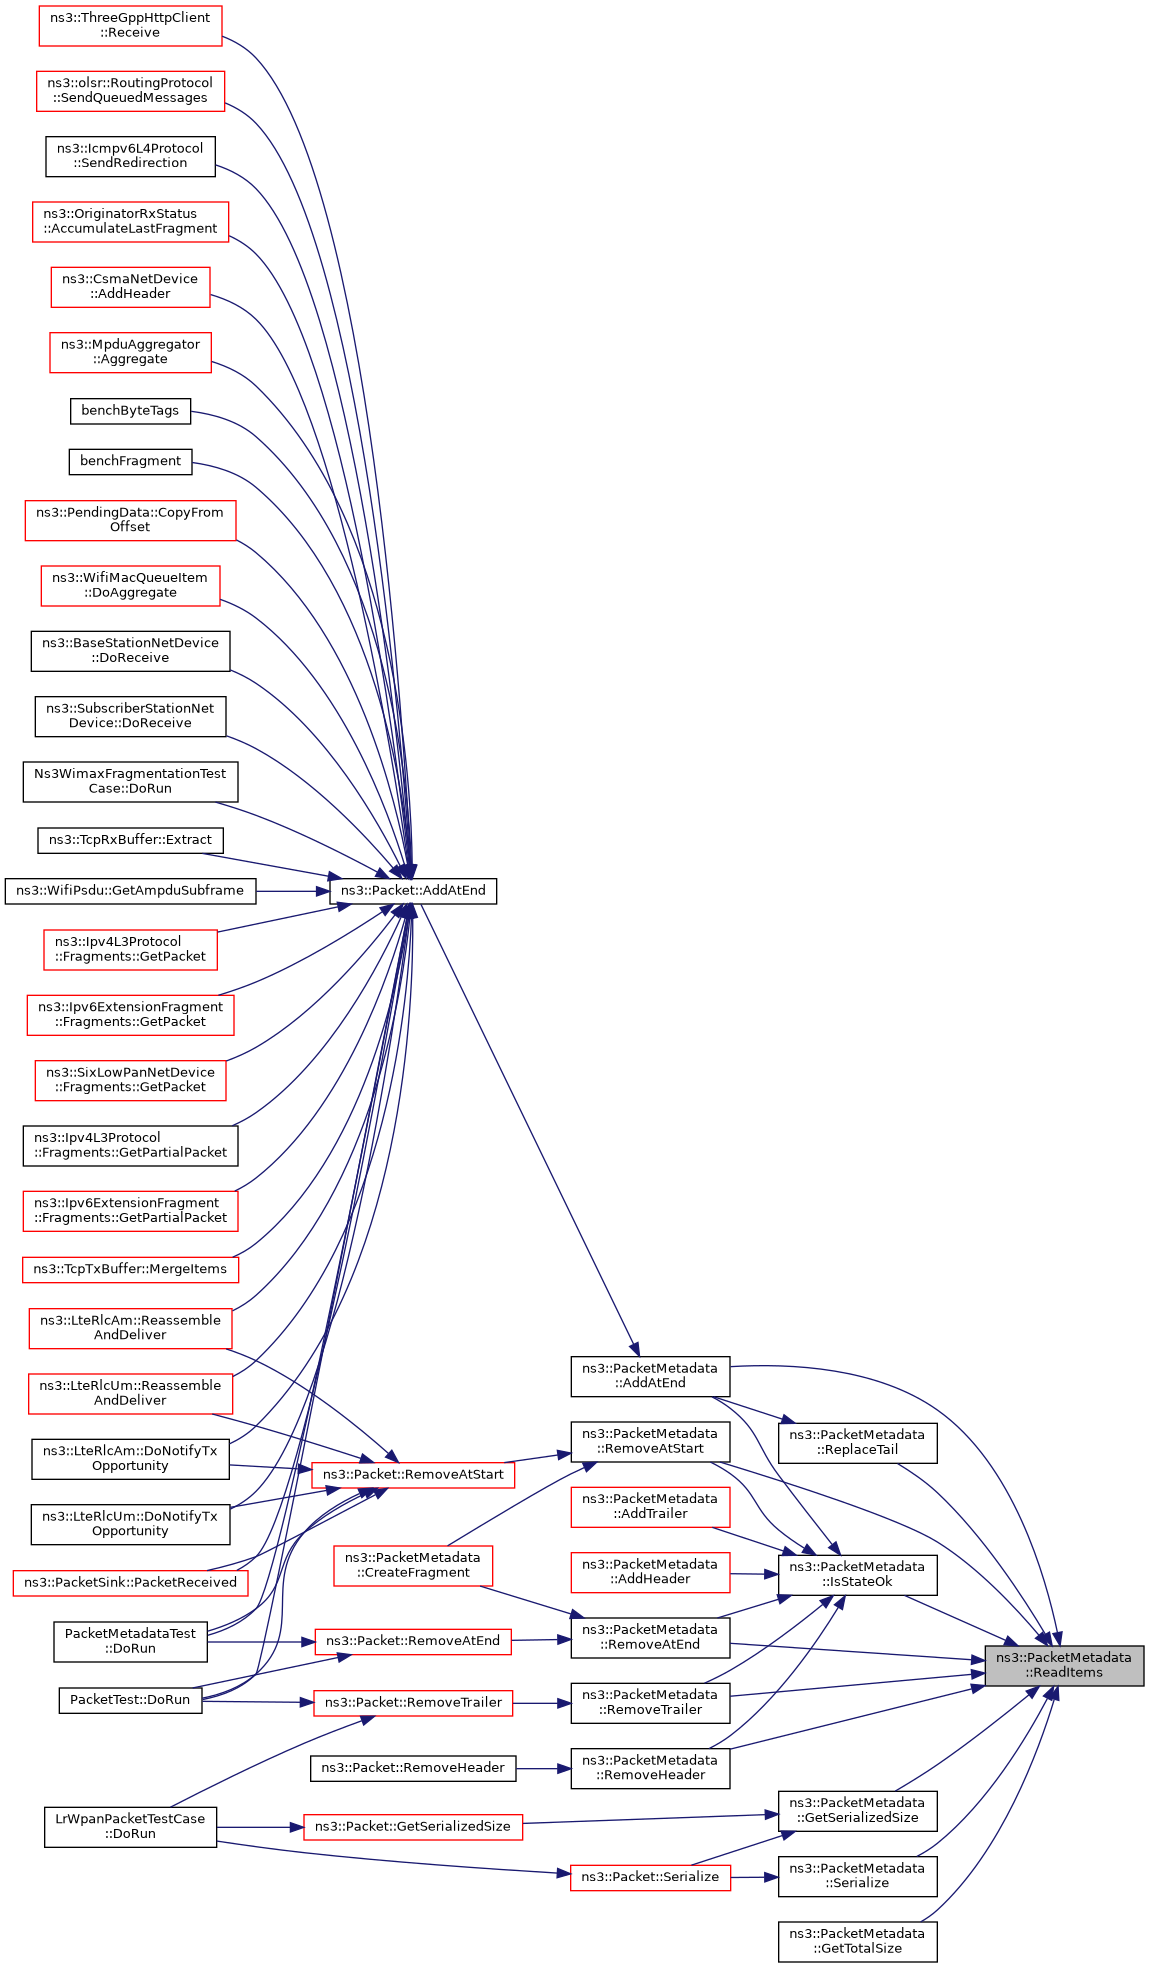 ns3::ThreeGppHttpClient
::Receive
ns3::olsr::RoutingProtocol
::SendQueuedMessages
ns3::Icmpv6L4Protocol
::SendRedirection
ns3::OriginatorRxStatus
::AccumulateLastFragment
ns3::CsmaNetDevice
::AddHeader
ns3::MpduAggregator
::Aggregate
benchByteTags
benchFragment
ns3::PendingData::CopyFrom
Offset
ns3::WifiMacQueueItem
::DoAggregate
ns3::BaseStationNetDevice
::DoReceive
ns3::SubscriberStationNet
Device::DoReceive
Ns3WimaxFragmentationTest
Case::DoRun
ns3::TcpRxBuffer::Extract
ns3::WifiPsdu::GetAmpduSubframe
ns3::Ipv4L3Protocol
::Fragments::GetPacket
ns3::Ipv6ExtensionFragment
::Fragments::GetPacket
ns3::SixLowPanNetDevice
::Fragments::GetPacket
ns3::Ipv4L3Protocol
::Fragments::GetPartialPacket
ns3::Ipv6ExtensionFragment
::Fragments::GetPartialPacket
ns3::TcpTxBuffer::MergeItems
ns3::LteRlcAm::Reassemble
AndDeliver
ns3::LteRlcUm::Reassemble
AndDeliver
ns3::LteRlcAm::DoNotifyTx
Opportunity
ns3::LteRlcUm::DoNotifyTx
Opportunity
ns3::PacketSink::PacketReceived
PacketMetadataTest
::DoRun
PacketTest::DoRun
LrWpanPacketTestCase
::DoRun
ns3::Packet::AddAtEnd
ns3::Packet::RemoveAtStart
ns3::PacketMetadata
::CreateFragment
ns3::Packet::RemoveAtEnd
ns3::Packet::RemoveTrailer
ns3::Packet::RemoveHeader
ns3::Packet::GetSerializedSize
ns3::PacketMetadata
::AddAtEnd
ns3::PacketMetadata
::RemoveAtStart
ns3::PacketMetadata
::AddTrailer
ns3::PacketMetadata
::AddHeader
ns3::PacketMetadata
::RemoveAtEnd
ns3::PacketMetadata
::RemoveTrailer
ns3::PacketMetadata
::RemoveHeader
ns3::Packet::Serialize
ns3::PacketMetadata
::ReplaceTail
ns3::PacketMetadata
::IsStateOk
ns3::PacketMetadata
::GetSerializedSize
ns3::PacketMetadata
::Serialize
ns3::PacketMetadata
::GetTotalSize
ns3::PacketMetadata
::ReadItems